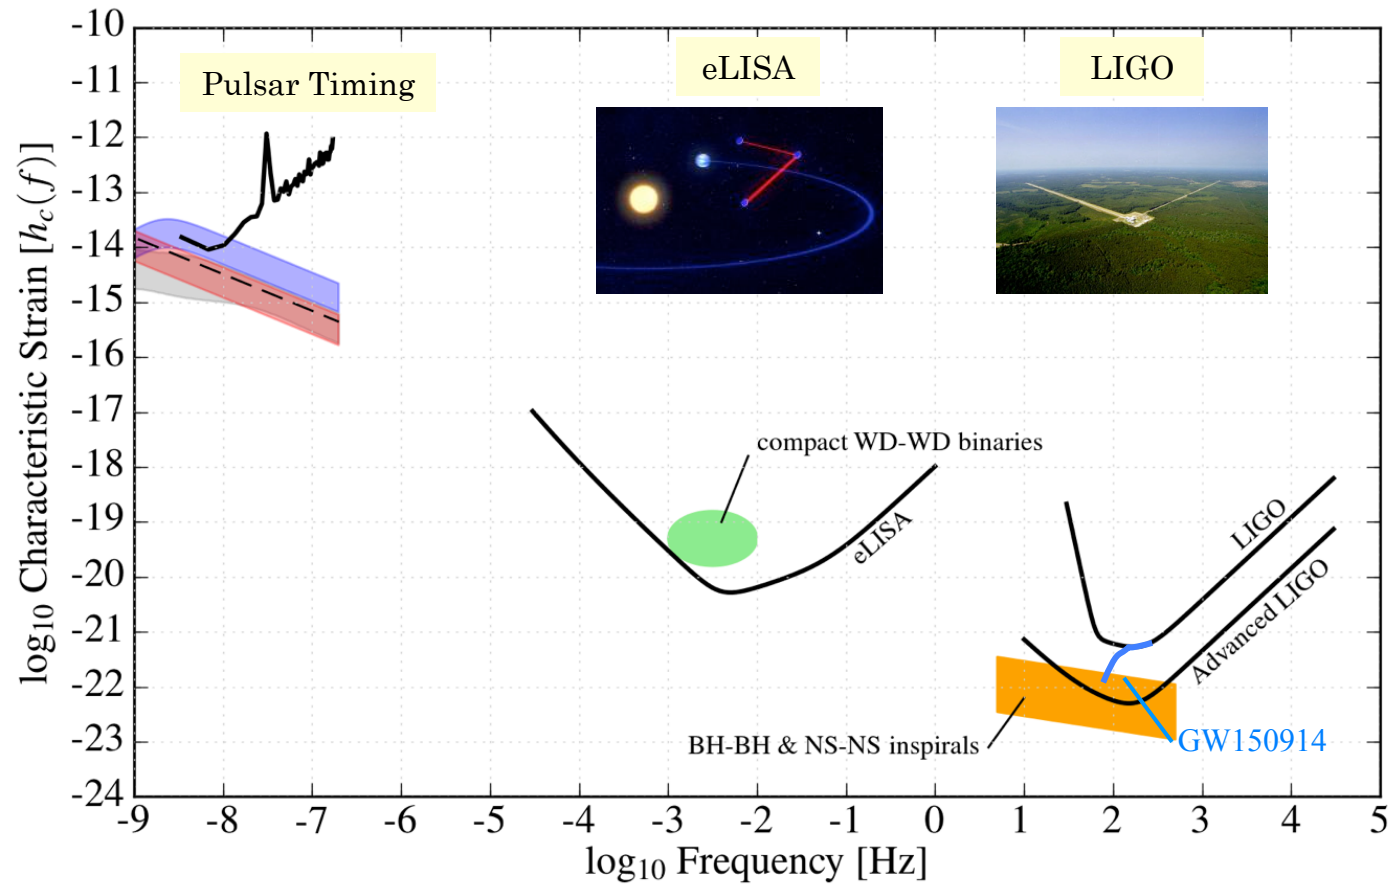 Pulsar Timing
eLISA
LIGO
log10 Characteristic Strain [hc(f)]
-10
-11
-12
-13
-14
-15
-16
-17
-18
-19
-20
-21
-22
-23
-24
compact WD-WD binaries
eLISA
LIGO
Advanced LIGO
BH-BH & NS-NS inspirals
GW150914
-9 -8 -7 -6 -5 -4 -3 -2 -1 0 1 2 3 4 5
log10 Frequency [Hz]